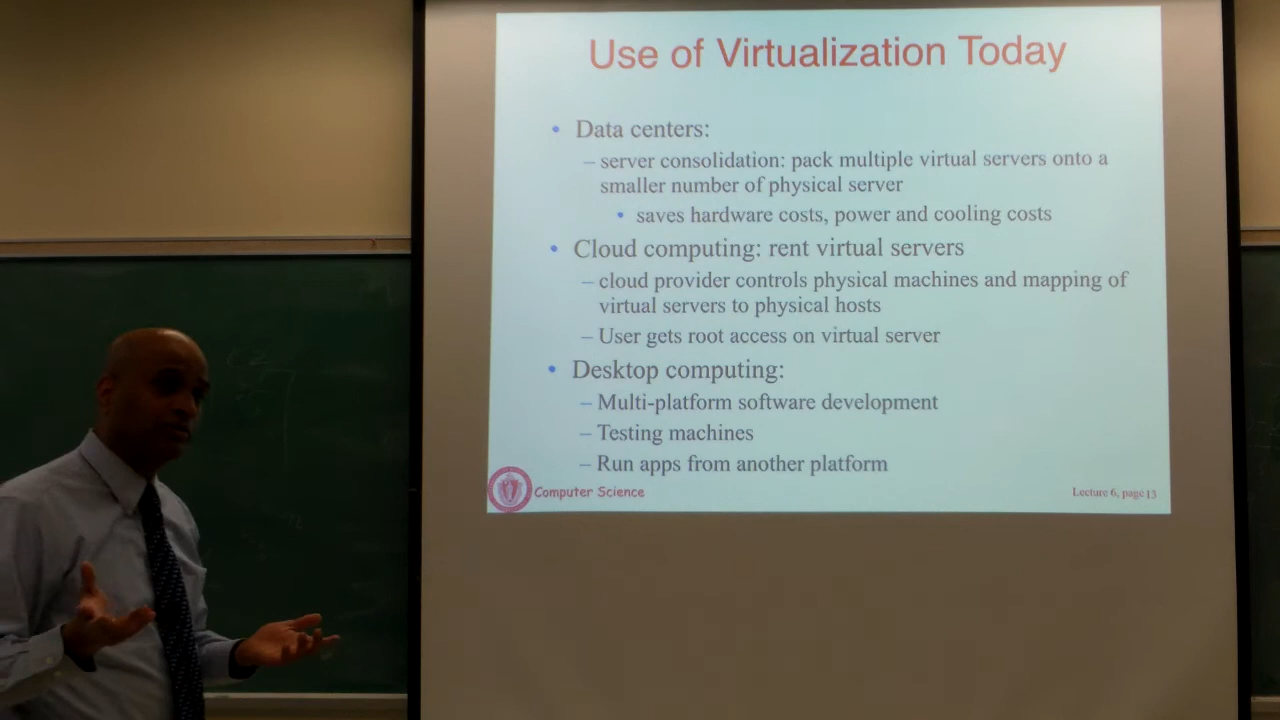 Use of Virtualization Today
• Data centers:
– server consolidation: pack multiple virtual servers onto a
smaller number of physical server
• saves hardware costs, power and cooling costs
• Cloud computing: rent virtual servers
– cloud provider controls physical machines and mapping of
virtual servers to physical hosts
– User gets root access on virtual server
• Desktop computing:
– Multi-platform software development
– Testing machines
– Run apps from another platform
Computer Science
Lecture 6, page 13